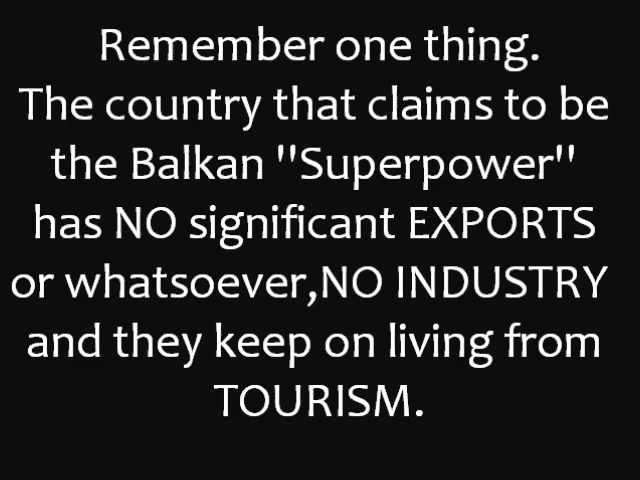 Remember one thing.
The country that claims to be
the Balkan "Superpower"
has NO significant EXPORTS
or whatsoever,NO INDUSTRY
and they keep on living from
TOURISM.